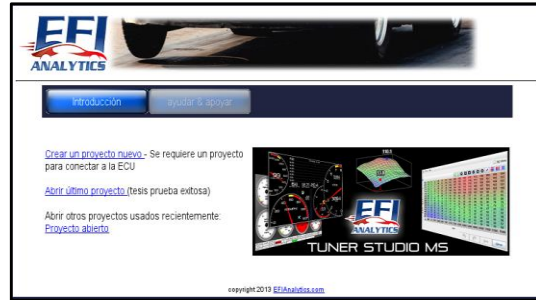 EFI
ANALYTICS
Introducción
ayudar & apoyar
Crear un proyecto nuevo - Se requiere un proyecto
para conectar a la ECU
Abrir último proyecto (tesis prueba exitosa)
Abrir otros proyectos usados recientemente:
Proyecto abierto
EFI
ANALYTICS
TUNER STUDIO MS
copyright 2013 EFIAnalytics.com